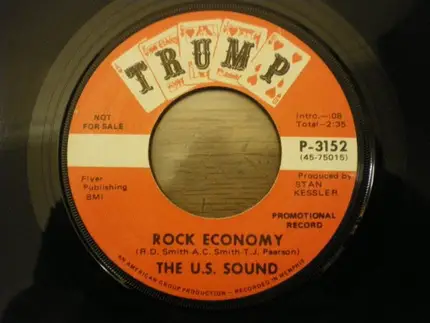 TRUMP
NOT
FOR SALE
Intro.—:08
Total—2:35
P-3152
(45-75015)
Flyer
Publishing
BMI
Produced by
STAN
KESSLER
PROMOTIONAL
RECORD
ROCK ECONOMY
(R.D. Smith-A.C. Smith-T.J. Pearson)
THE U.S. SOUND
AN AMERICAN GROUP PRODUCTION - RECORDED IN MEMPHIS